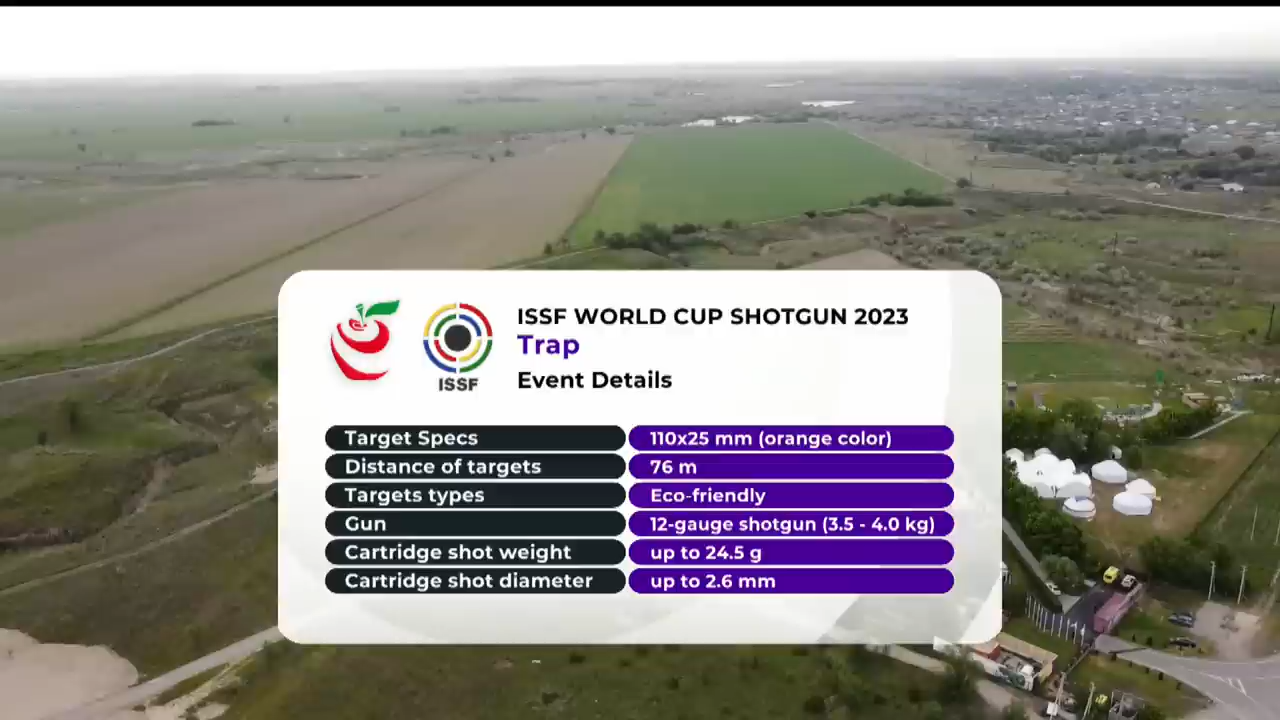 ISSF
ISSF WORLD CUP SHOTGUN 2023
Trap
Event Details
Target Specs 110x25 mm (orange color)
Distance of targets 76 m
Targets types Eco-friendly
Gun 12-gauge shotgun (3.5 - 4.0 kg)
Cartridge shot weight up to 24.5 g
Cartridge shot diameter up to 2.6 mm